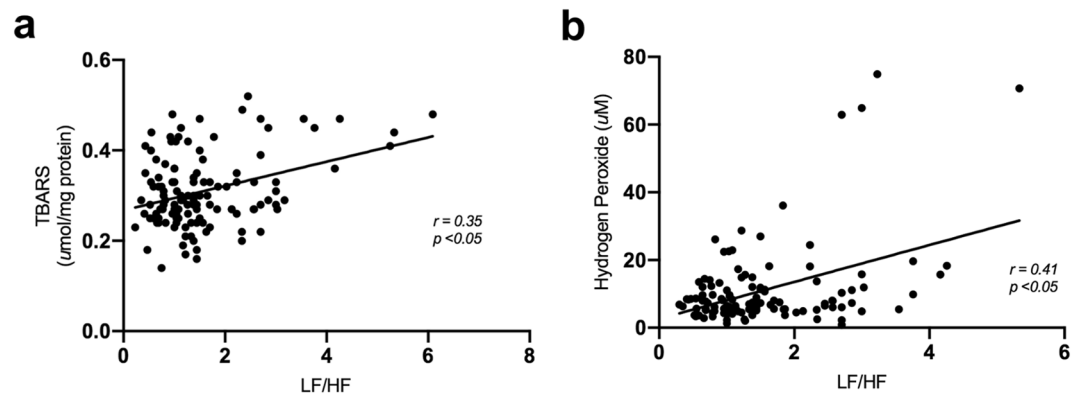 a
0.6
0.4
0.2
0.0
TBARS
(umol/mg protein)
r = 0.35
p <0.05
0
2
4
6
8
LF/HF
b
80
60
40
20
0
Hydrogen Peroxide (uM)
r = 0.41
p <0.05
0
2
4
6
LF/HF